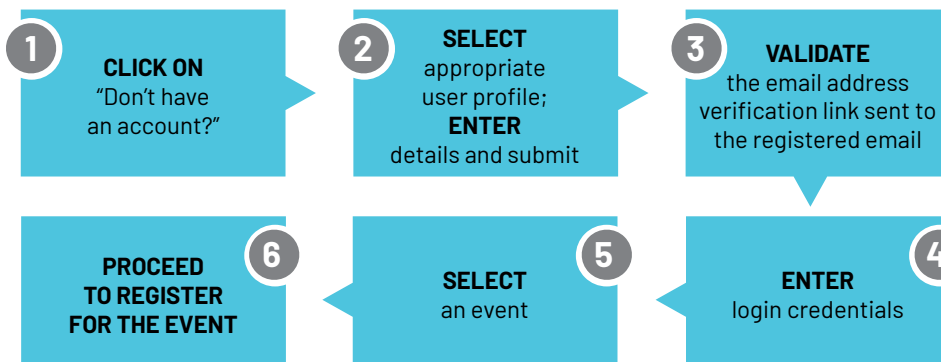 1
CLICK ON
“Don’t have
an account?”
2
SELECT
appropriate
user profile;
ENTER
details and submit
3
VALIDATE
the email address
verification link sent to
the registered email
4
ENTER
login credentials
5
SELECT
an event
6
PROCEED
TO REGISTER
FOR THE EVENT